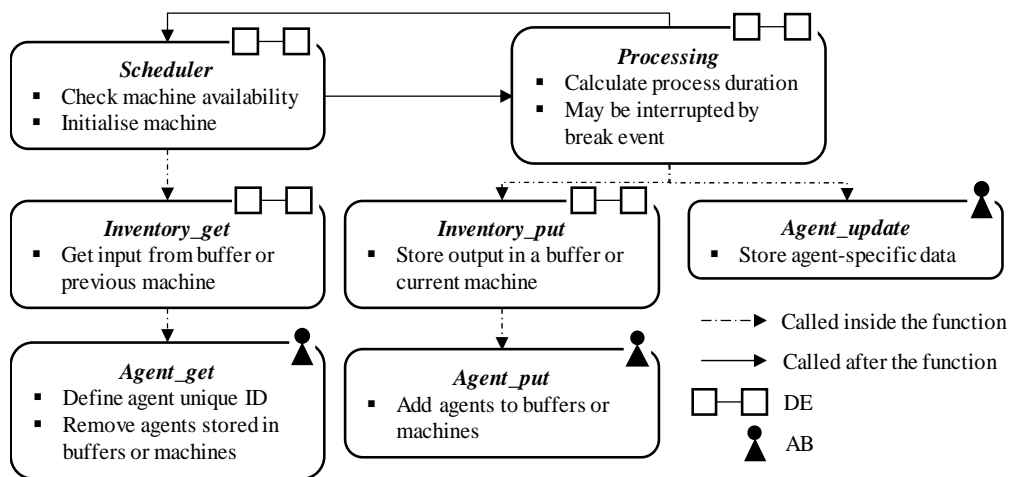 Scheduler
▪ Check machine availability
▪ Initialise machine
Processing
▪ Calculate process duration
▪ May be interrupted by
break event
Inventory_get
▪ Get input from buffer or
previous machine
Inventory_put
▪ Store output in a buffer or
current machine
Agent_update
▪ Store agent-specific data
Agent_get
▪ Define agent unique ID
▪ Remove agents stored in
buffers or machines
Agent_put
▪ Add agents to buffers or
machines
Called inside the function
Called after the function
DE
AB